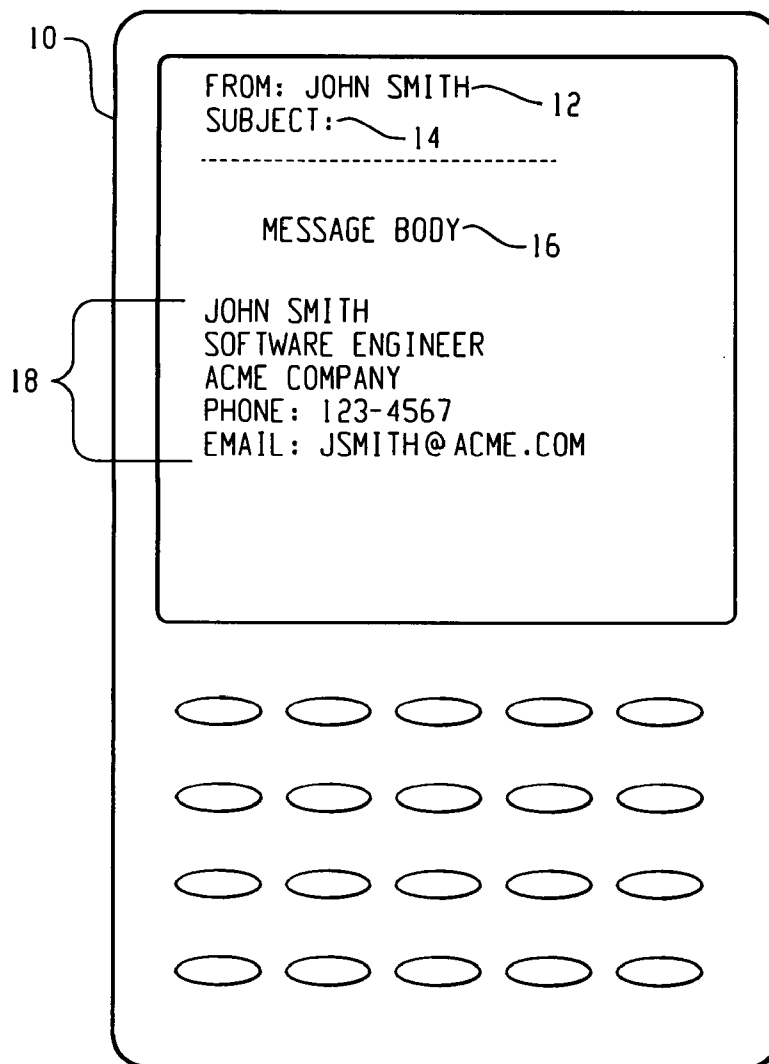 10
FROM: JOHN SMITH 12
SUBJECT: 14
MESSAGE BODY 16
18
JOHN SMITH
SOFTWARE ENGINEER
ACME COMPANY
PHONE: 123-4567
EMAIL: JSMITH@ACME.COM